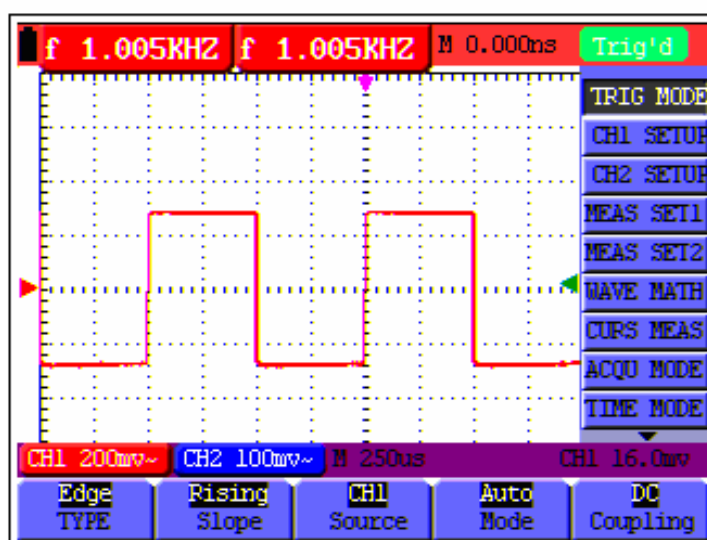 f 1.005KHZ f 1.005KHZ M 0.000ns Trig'd
TRIG MODE
CH1 SETUP
CH2 SETUP
MEAS SET1
MEAS SET2
WAVE MATH
CURS MEAS
ACQU MODE
TIME MODE
CH1 200mv~ CH2 100mv~ M 250us CH1 16.0mv
Edge Rising CH1 Auto DC
TYPE Slope Source Mode Coupling